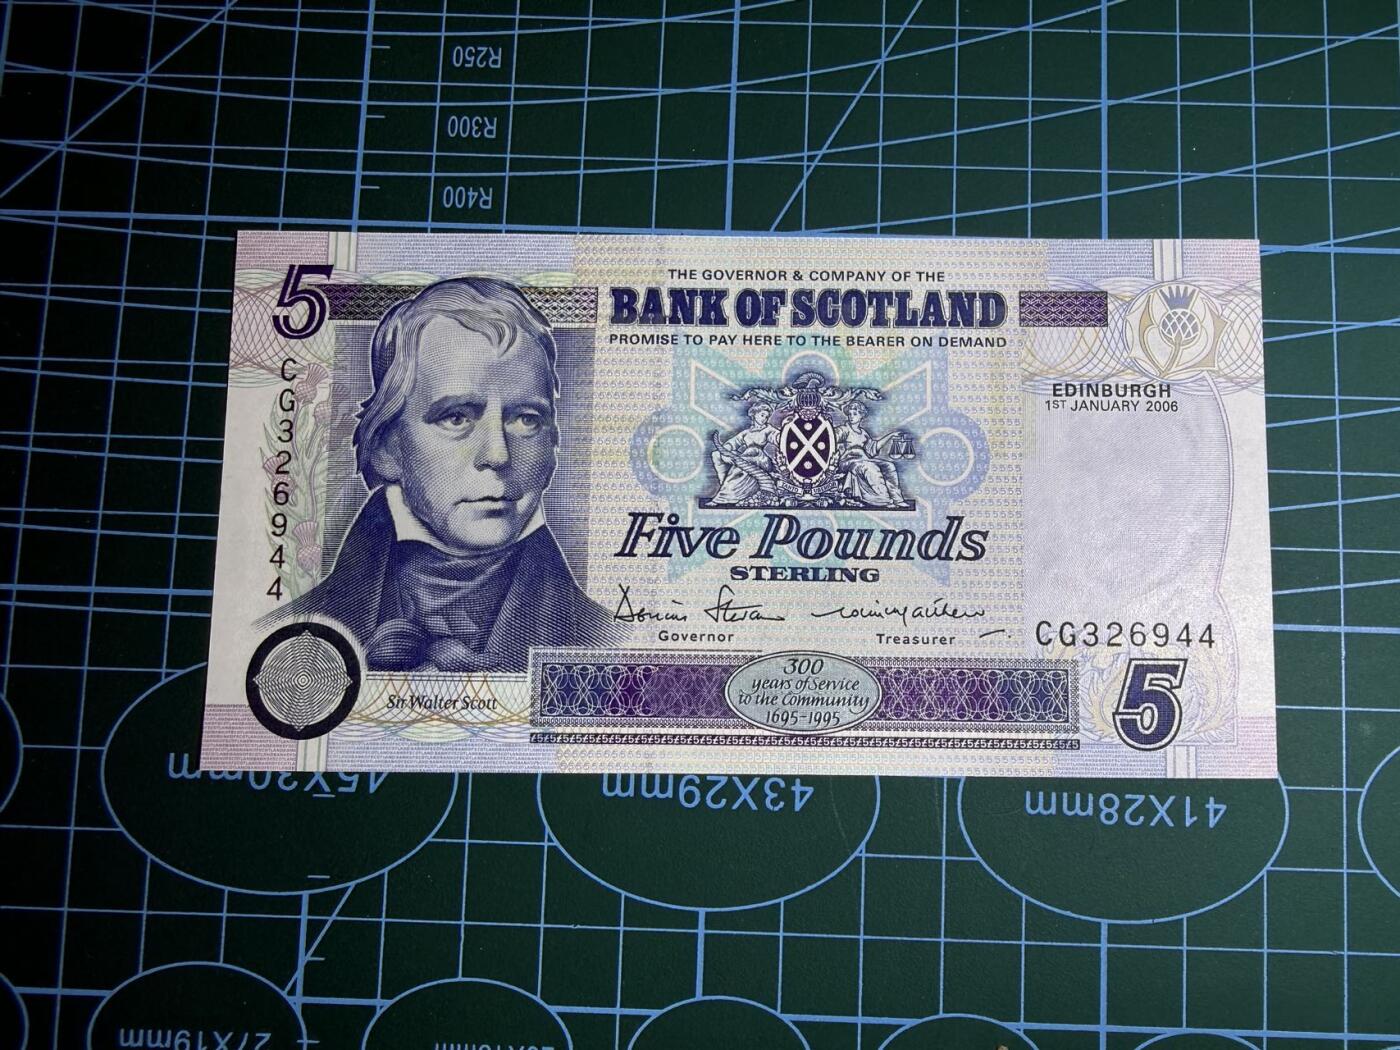 R250
R300
R400
5
THE GOVERNOR & COMPANY OF THE
BANK OF SCOTLAND
PROMISE TO PAY HERE TO THE BEARER ON DEMAND
EDINBURGH
1ST JANUARY 2006
CG326944
Five Pounds
STERLING
Governor
Treasurer
CG326944
Sir Walter Scott
300
years of Service
to the Community
1695-1995
5
45X30mm
43X29mm
41X28mm
27X19mm